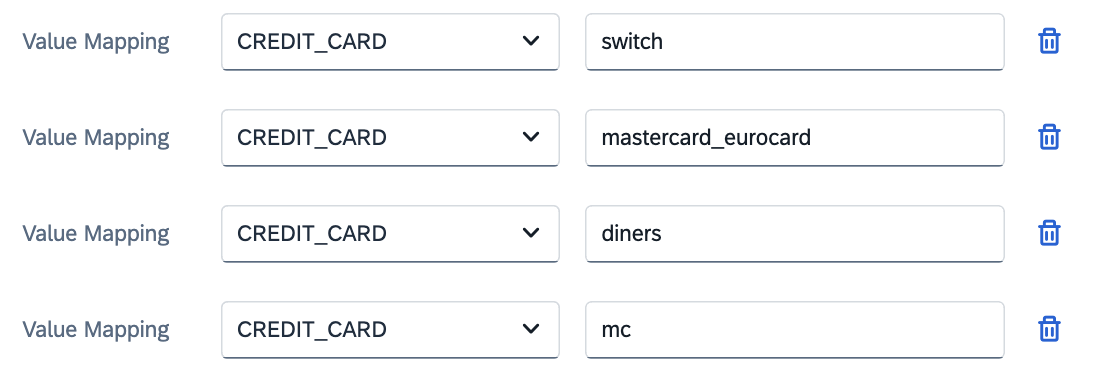 Value Mapping CREDIT_CARD switch
Value Mapping CREDIT_CARD mastercard_eurocard
Value Mapping CREDIT_CARD diners
Value Mapping CREDIT_CARD mc